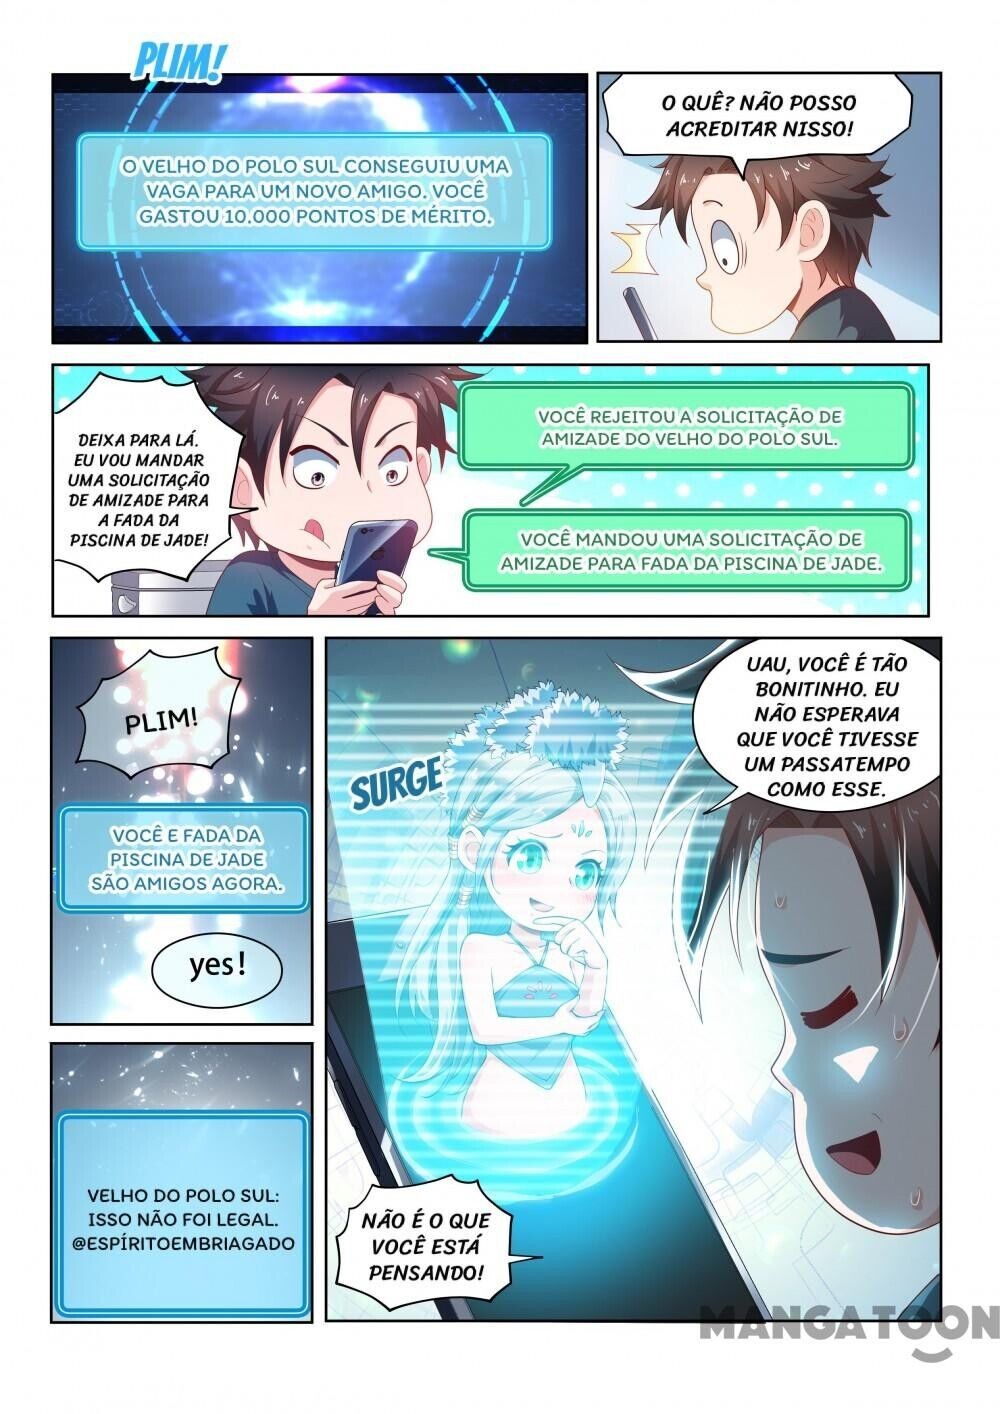 PLIM!
O VELHO DO POLO SUL CONSEGUIU UMA
VAGA PARA UM NOVO AMIGO. VOCÊ
GASTOU 10.000 PONTOS DE MÉRITO.
O QUÊ? NÃO POSSO
ACREDITAR NISSO!
DEIXA PARA LÁ.
EU VOU MANDAR
UMA SOLICITAÇÃO
DE AMIZADE PARA
A FADA DA
PISCINA DE JADE!
VOCÊ REJEITOU A SOLICITAÇÃO DE
AMIZADE DO VELHO DO POLO SUL.
VOCÊ MANDOU UMA SOLICITAÇÃO DE
AMIZADE PARA FADA DA PISCINA DE JADE.
PLIM!
VOCÊ E FADA DA
PISCINA DE JADE
SÃO AMIGOS AGORA.
yes!
UAU, VOCÊ É TÃO
BONITINHO. EU
NÃO ESPERAVA
QUE VOCÊ TIVESSE
UM PASSATEMPO
COMO ESSE.
SURGE
NÃO É O QUE
VOCÊ ESTÁ
PENSANDO!
VELHO DO POLO SUL:
ISSO NÃO FOI LEGAL.
@ESPÍRITOEMBRIAGADO
MANGATOON